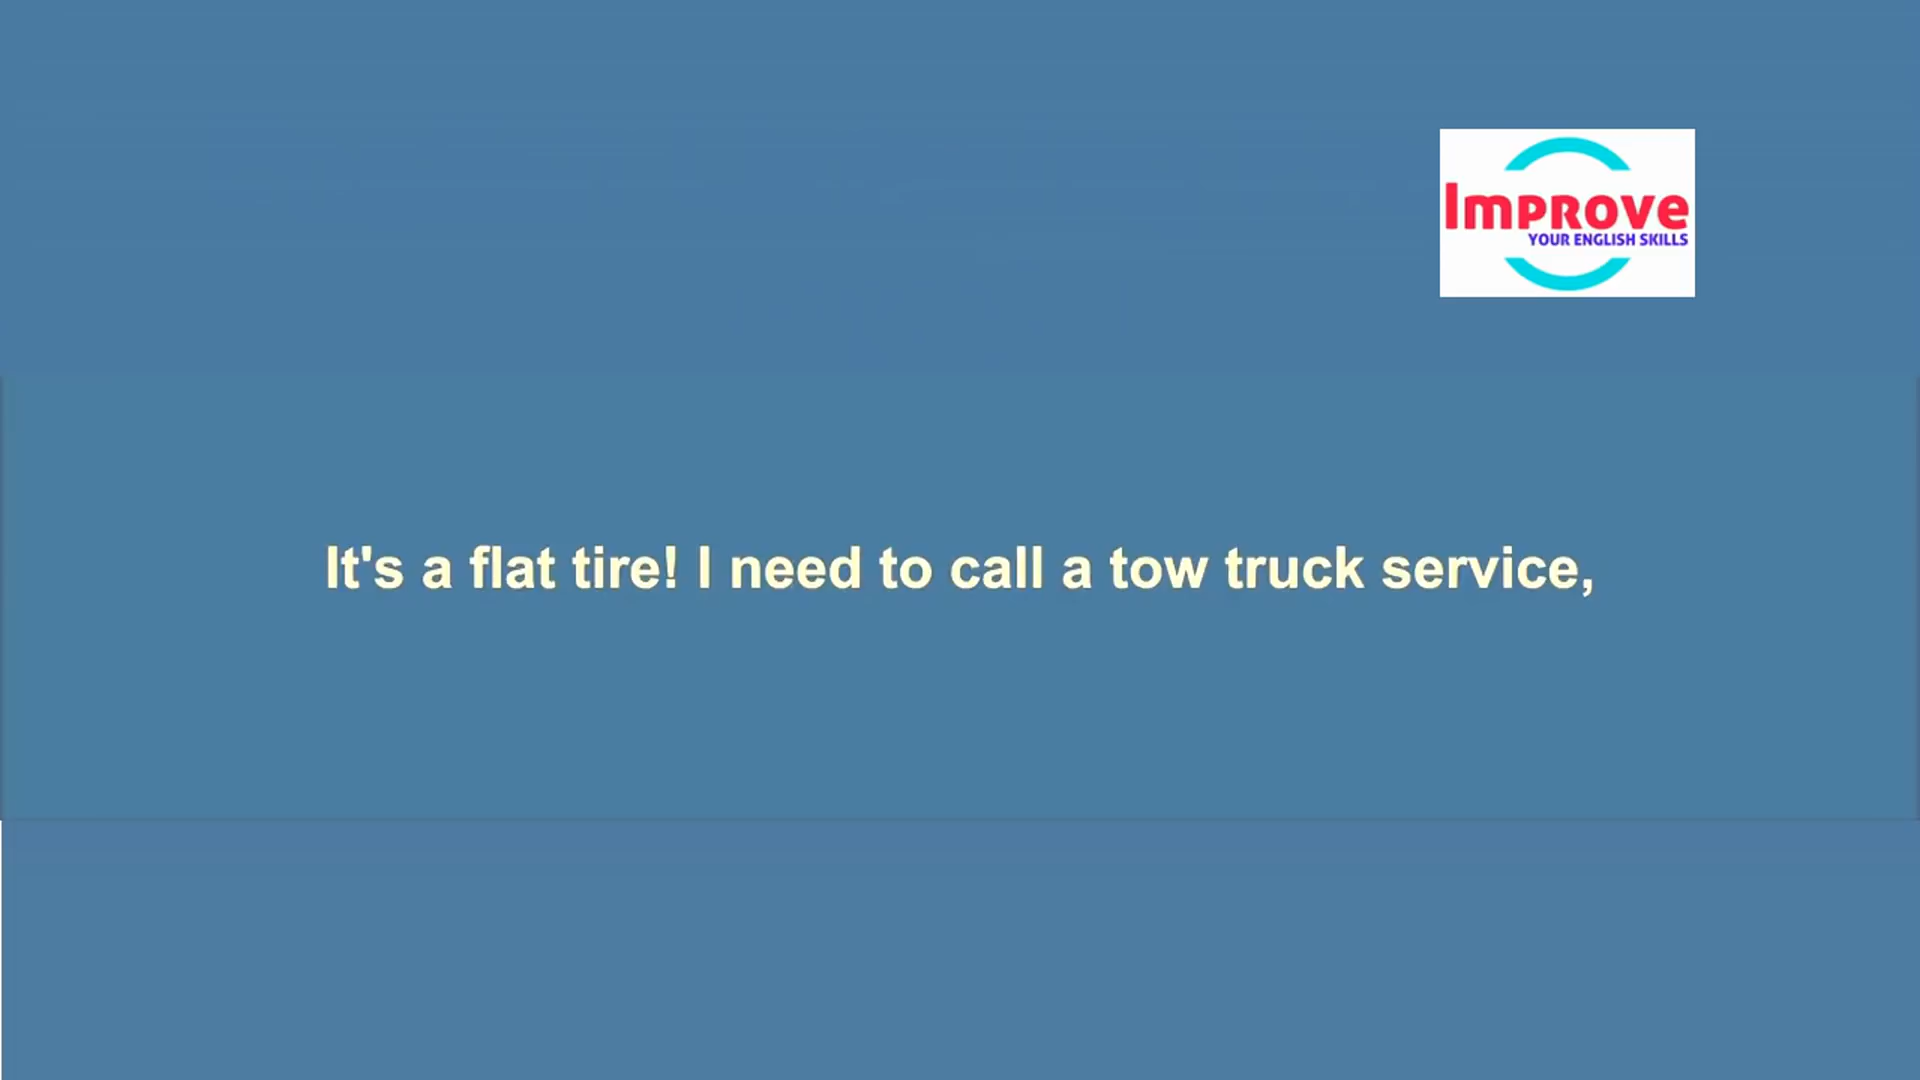 Improve
YOUR ENGLISH SKILLS
It's a flat tire! I need to call a tow truck service,